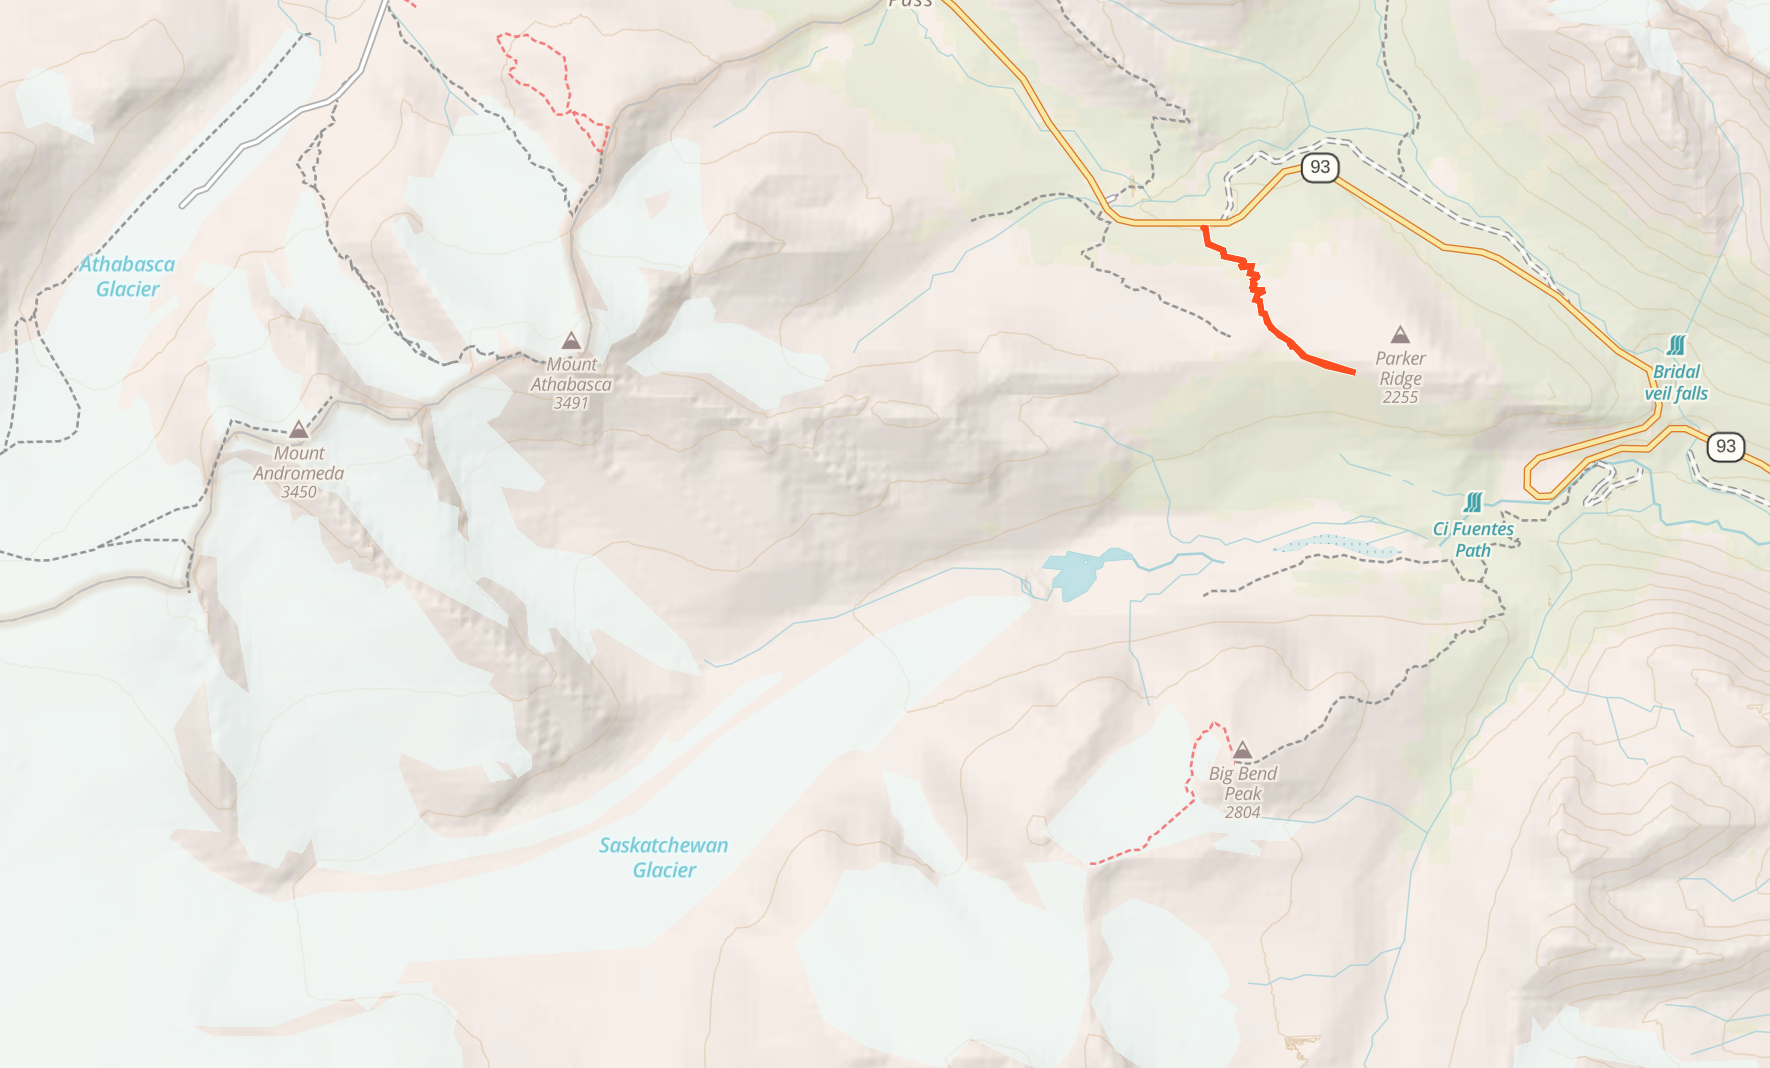 Pass
93
Athabasca
Glacier
Mount
Athabasca
3491
Parker
Ridge
2255
Bridal
veil falls
Mount
Andromeda
3450
93
Ci Fuentes
Path
Big Bend
Peak
2804
Saskatchewan
Glacier